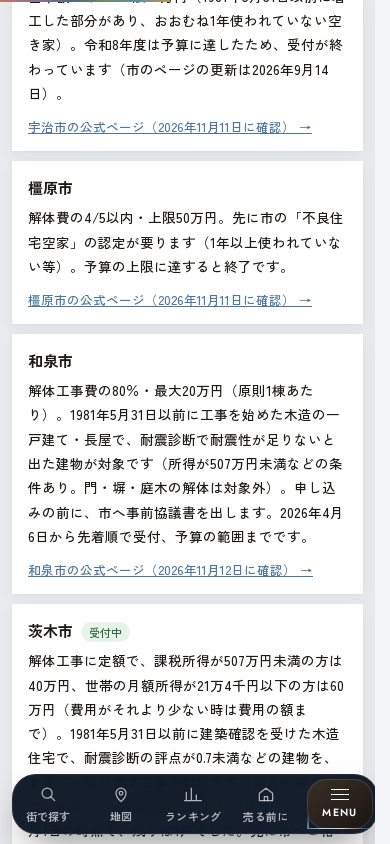 工した部分があり、おおむね1年使われていない空
き家）。令和8年度は予算に達したため、受付が終
わっています（市のページの更新は2026年9月14
日）。
宇治市の公式ページ（2026年11月11日に確認） →
橿原市
解体費の4/5以内・上限50万円。先に市の「不良住
宅空家」の認定が要ります（1年以上使われていな
い等）。予算の上限に達すると終了です。
橿原市の公式ページ（2026年11月11日に確認） →
和泉市
解体工事費の80%・最大20万円（原則1棟あた
り）。1981年5月31日以前に工事を始めた木造の一
戸建て・長屋で、耐震診断で耐震性が足りないと
出た建物が対象です（所得が507万円未満などの条
件あり。門・塀・庭木の解体は対象外）。申し込
みの前に、市へ事前協議書を出します。2026年4月
6日から先着順で受付、予算の範囲までです。
和泉市の公式ページ（2026年11月12日に確認） →
茨木市 受付中
解体工事に定額で、課税所得が507万円未満の方は
40万円、世帯の月額所得が21万4千円以下の方は60
万円（費用がそれより少ない時は費用の額ま
で）。1981年5月31日以前に建築確認を受けた木造
住宅で、耐震診断の評点が0.7未満などの建物を、
街で探す
地図
ランキング
売る前に
MENU